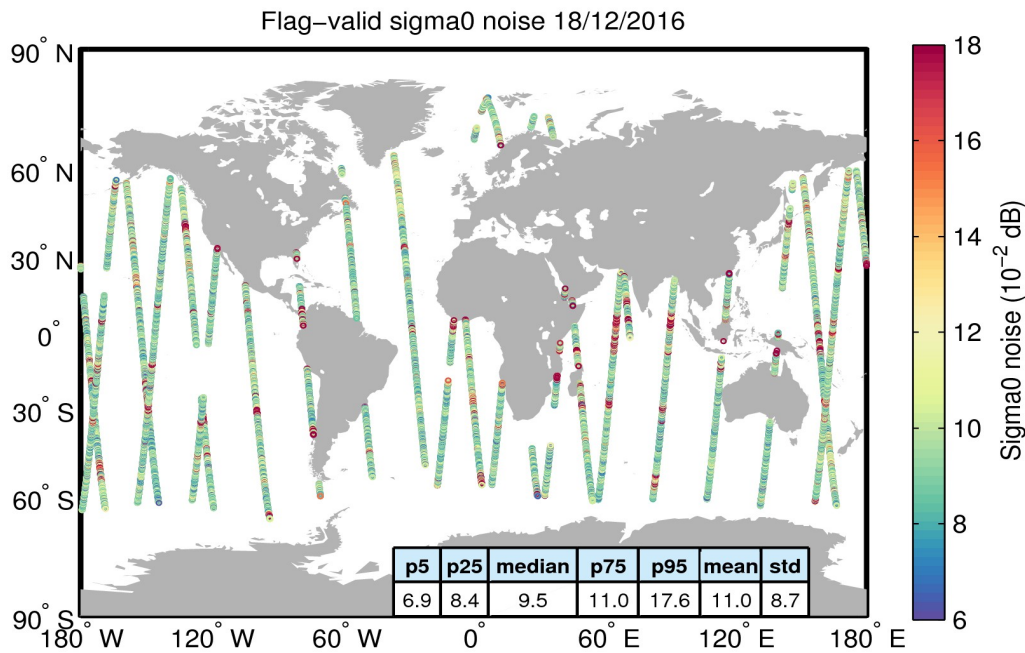 Flag−valid sigma0 noise 18/12/2016
90° N
60° N
30° N
0°
30° S
60° S
90° S
180° W
120° W
60° W
0°
60° E
120° E
180° E
p5 p25 median p75 p95 mean std
6.9 8.4 9.5 11.0 17.6 11.0 8.7
18
16
14
12
10
8
6
Sigma0 noise (10⁻² dB)